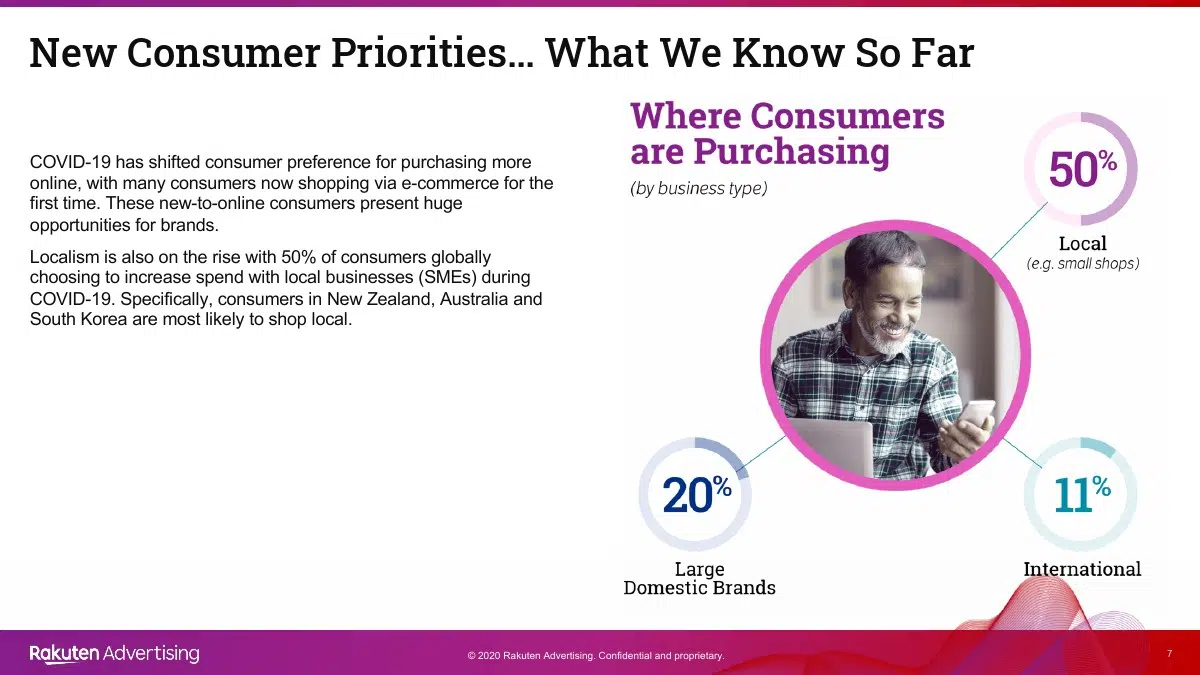 New Consumer Priorities... What We Know So Far
COVID-19 has shifted consumer preference for purchasing more
online, with many consumers now shopping via e-commerce for the
first time. These new-to-online consumers present huge
opportunities for brands.
Localism is also on the rise with 50% of consumers globally
choosing to increase spend with local businesses (SMEs) during
COVID-19. Specifically, consumers in New Zealand, Australia and
South Korea are most likely to shop local.
Where Consumers
are Purchasing
(by business type)
50%
Local
(e.g. small shops)
20%
Large
Domestic Brands
11%
International
Rakuten Advertising
© 2020 Rakuten Advertising. Confidential and proprietary.
7